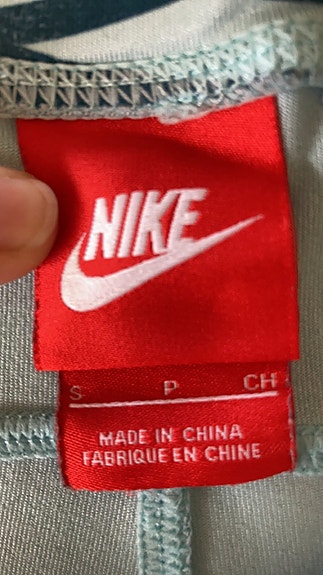 NIKE
S P CH
MADE IN CHINA
FABRIQUE EN CHINE